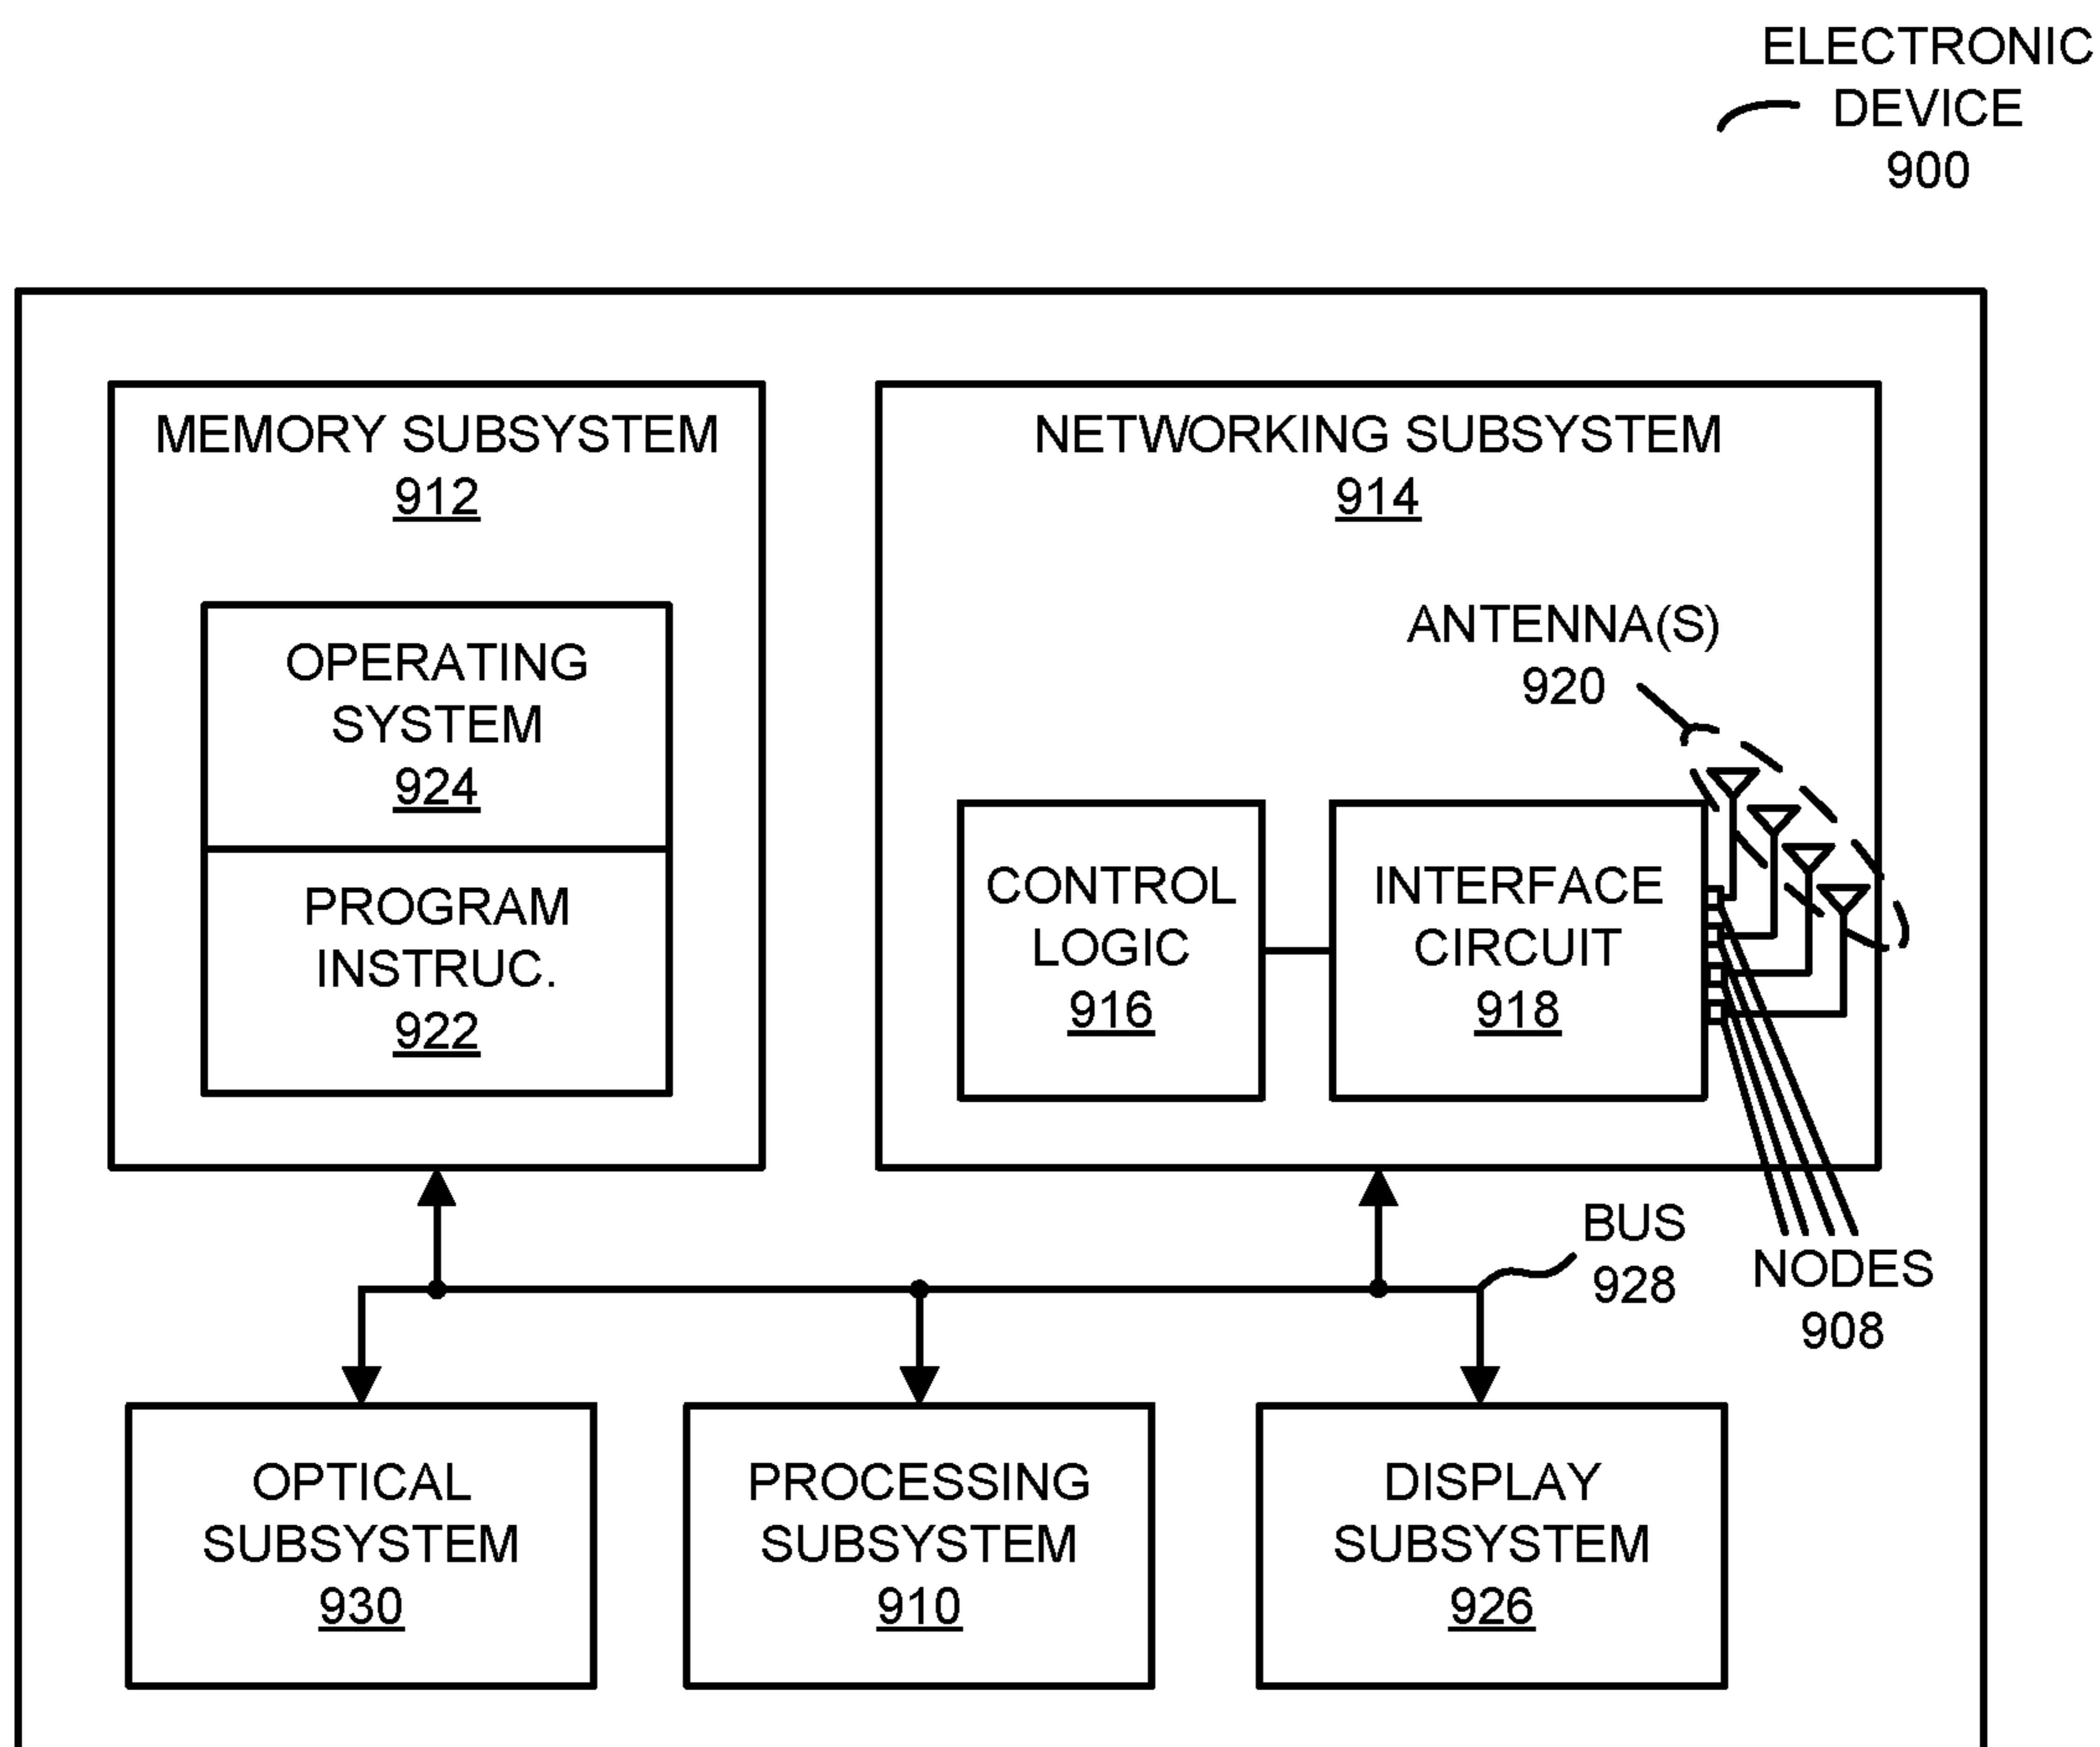 ELECTRONIC
DEVICE
900
MEMORY SUBSYSTEM
912
OPERATING
SYSTEM
924
PROGRAM
INSTRUC.
922
NETWORKING SUBSYSTEM
914
ANTENNA(S)
920
CONTROL
LOGIC
916
INTERFACE
CIRCUIT
918
BUS
928
NODES
908
OPTICAL
SUBSYSTEM
930
PROCESSING
SUBSYSTEM
910
DISPLAY
SUBSYSTEM
926